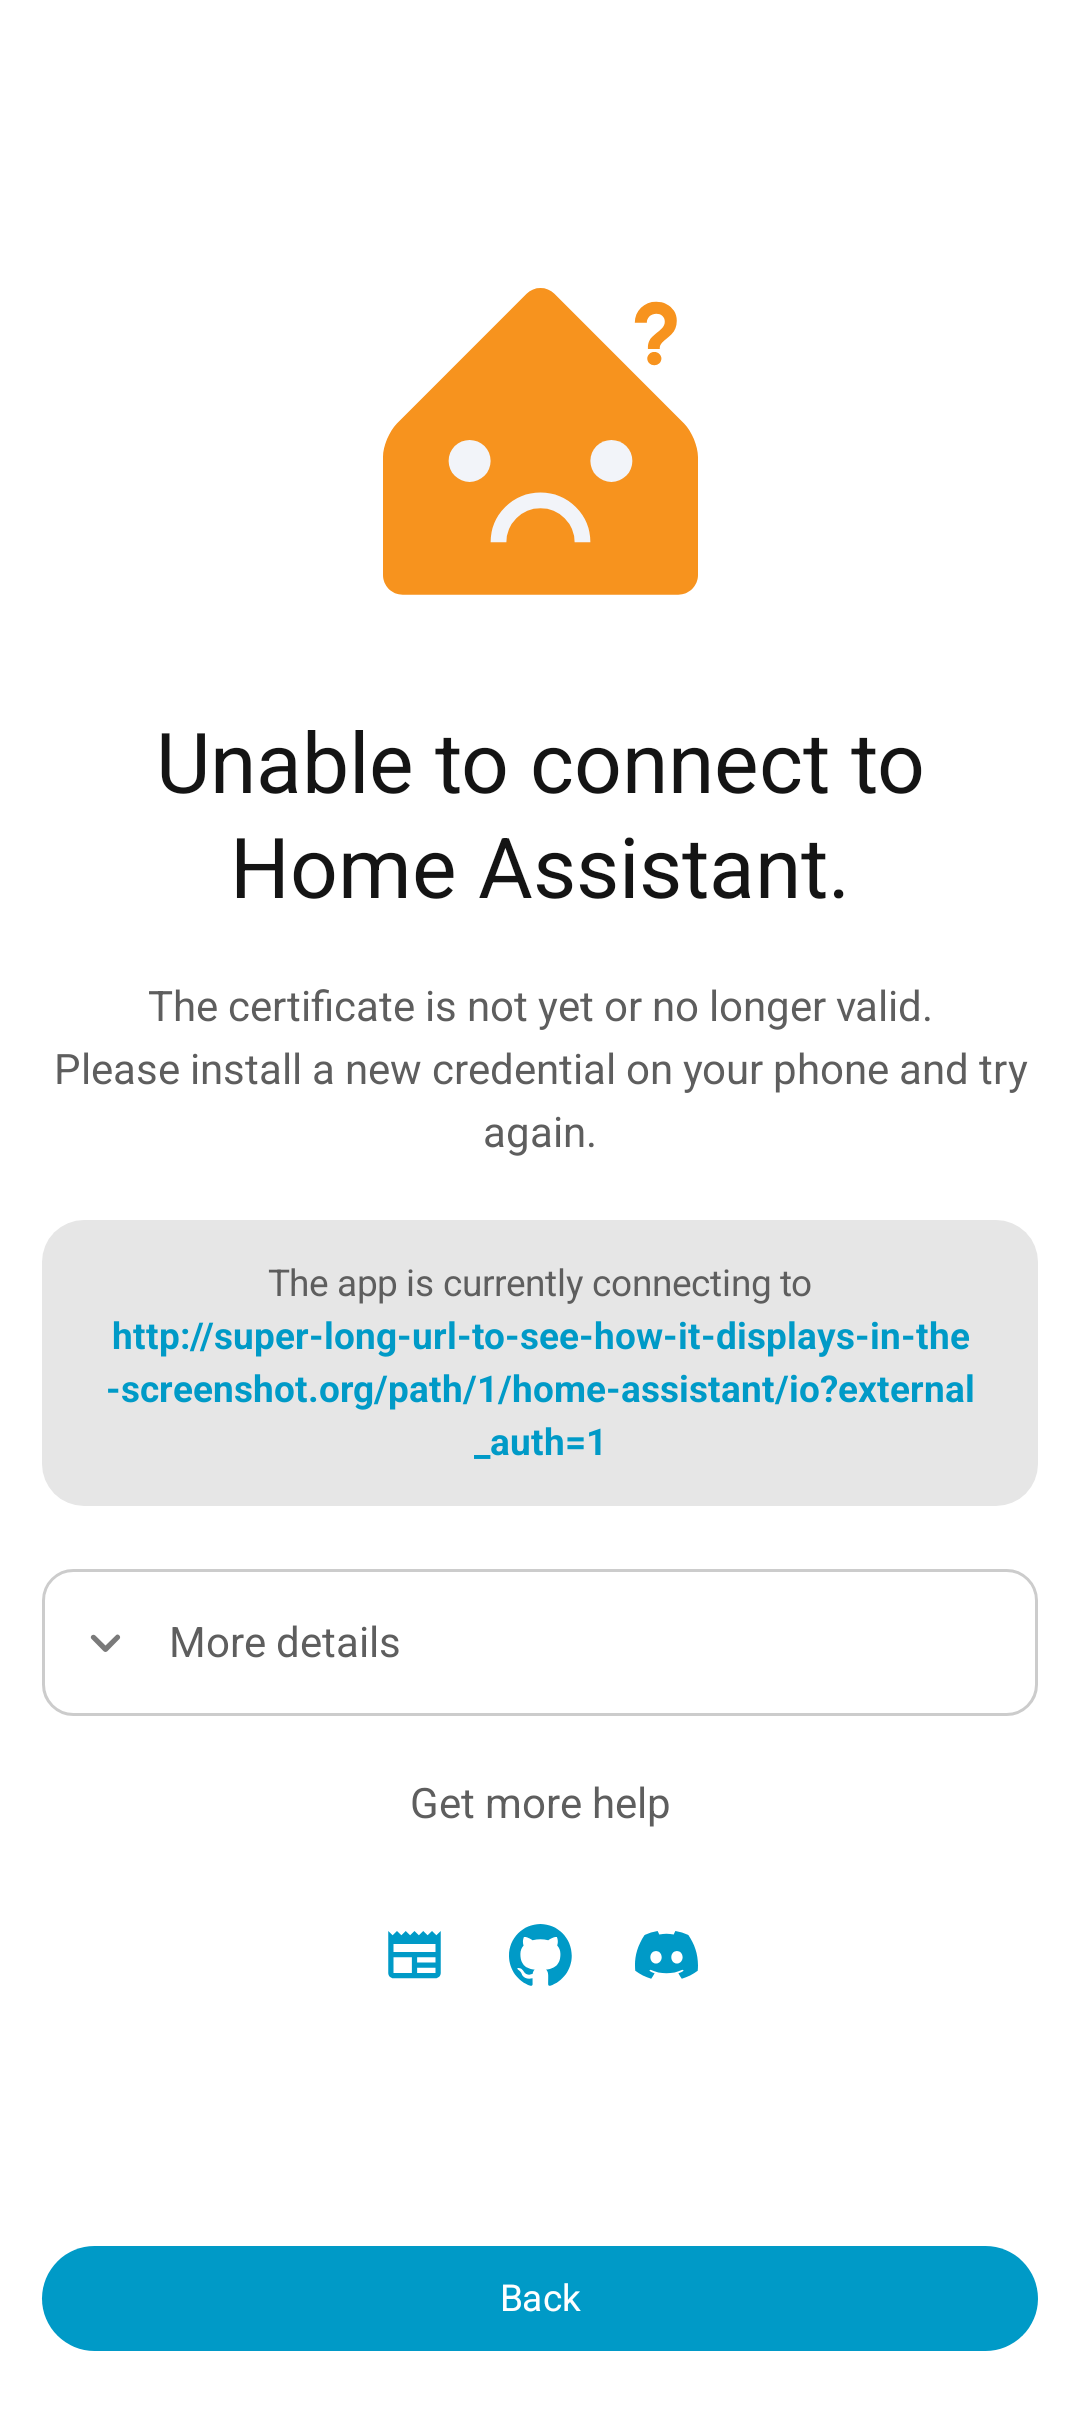 ?
Unable to connect to
Home Assistant.
The certificate is not yet or no longer valid.
Please install a new credential on your phone and try
again.
The app is currently connecting to
http://super-long-url-to-see-how-it-displays-in-the
-screenshot.org/path/1/home-assistant/io?external
_auth=1
More details
Get more help
Back